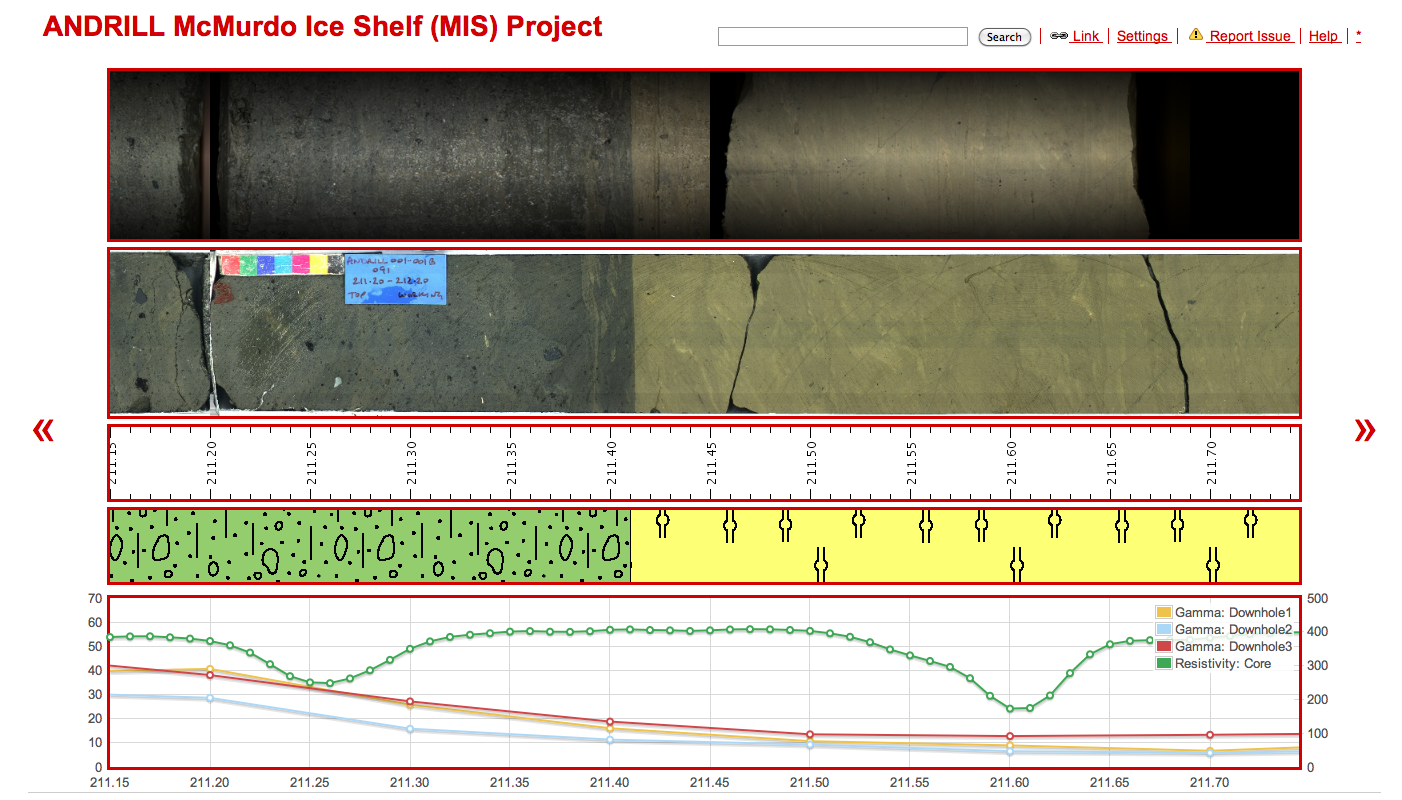 ANDRILL McMurdo Ice Shelf (MIS) Project
Search
Link
Settings
Report Issue
Help
*
ANDRILL 001-001B
091
211.20 - 212.20
TOP WORKING
«
»
211.15 211.20 211.25 211.30 211.35 211.40 211.45 211.50 211.55 211.60 211.65 211.70
70
60
50
40
30
20
10
0
500
400
300
200
100
0
Gamma: Downhole1
Gamma: Downhole2
Gamma: Downhole3
Resistivity: Core
211.15 211.20 211.25 211.30 211.35 211.40 211.45 211.50 211.55 211.60 211.65 211.70